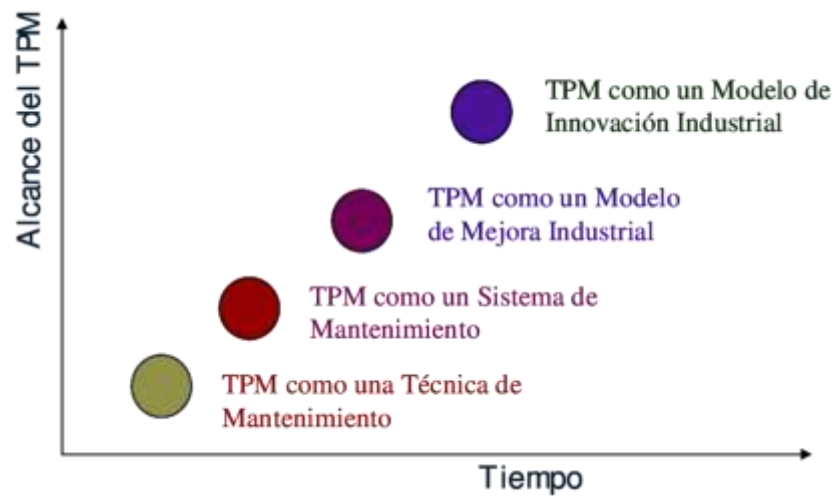 Alcance del TPM
TPM como un Modelo de
Innovación Industrial
TPM como un Modelo
de Mejora Industrial
TPM como un Sistema de
Mantenimiento
TPM como una Técnica de
Mantenimiento
Tiempo